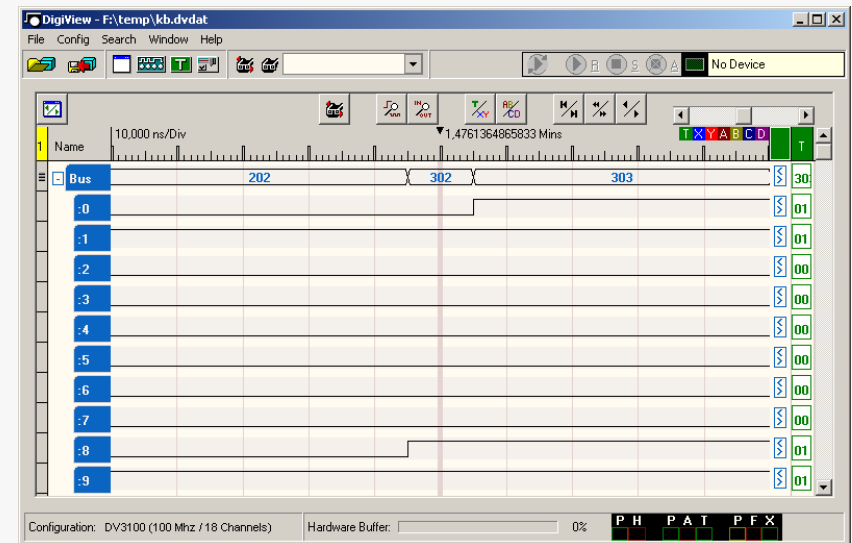 DigiView - F:\temp\kb.dvdat
File Config Search Window Help
R S A No Device
10,000 ns/Div 1,4761364865833 Mins T X Y A B C D
1 Name T
Bus 202 302 303 30
:0 01
:1 01
:2 00
:3 00
:4 00
:5 00
:6 00
:7 00
:8 01
:9 01
Configuration: DV3100 (100 Mhz / 18 Channels) Hardware Buffer: 0% P H P A T P F X